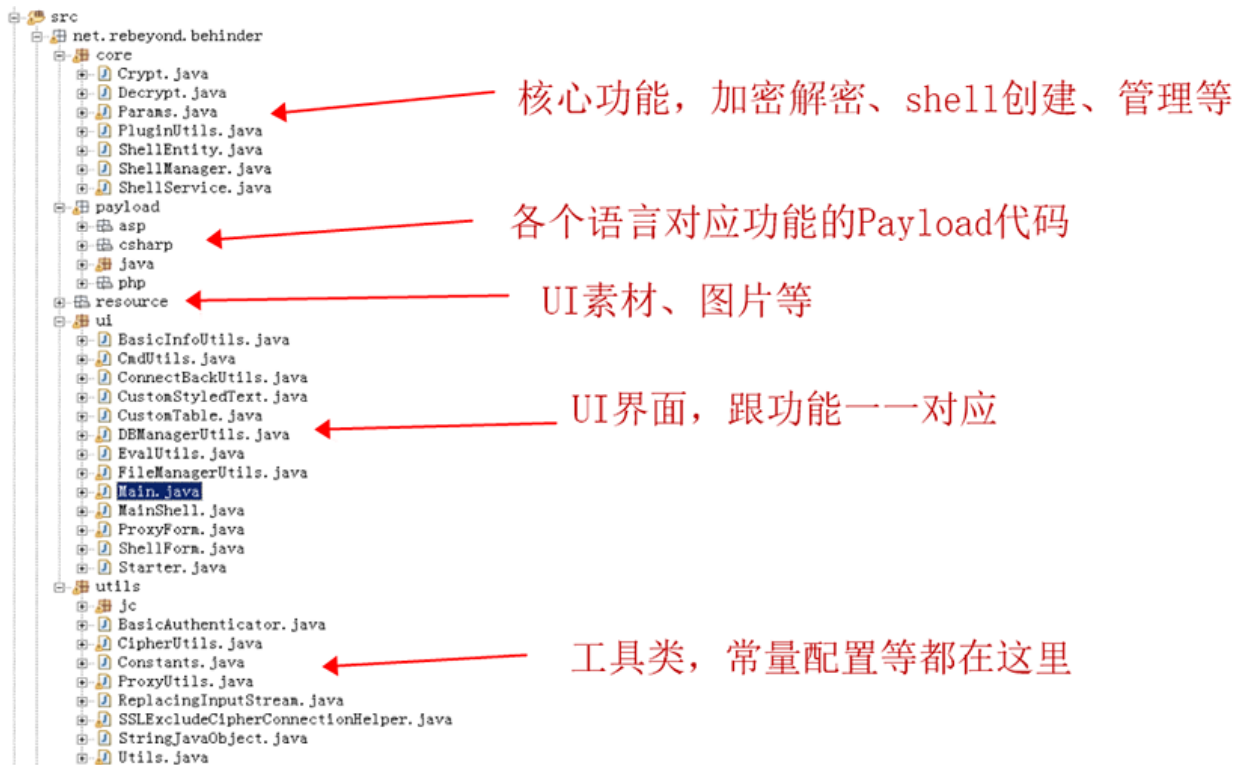 src
net.rebeyond.behinder
core
Crypt.java
Decrypt.java
Params.java
PluginUtils.java
ShellEntity.java
ShellManager.java
ShellService.java
核心功能，加密解密、shell创建、管理等
payload
asp
csharp
java
php
各个语言对应功能的Payload代码
resource
UI素材、图片等
ui
BasicInfoUtils.java
CmdUtils.java
ConnectBackUtils.java
CustomStyledText.java
CustomTable.java
DBManagerUtils.java
EvalUtils.java
FileManagerUtils.java
Main.java
MainShell.java
ProxyForm.java
ShellForm.java
Starter.java
UI界面，跟功能一一对应
utils
jc
BasicAuthenticator.java
CipherUtils.java
Constants.java
ProxyUtils.java
ReplacingInputStream.java
SSLExcludeCipherConnectionHelper.java
StringJavaObject.java
Utils.java
工具类，常量配置等都在这里